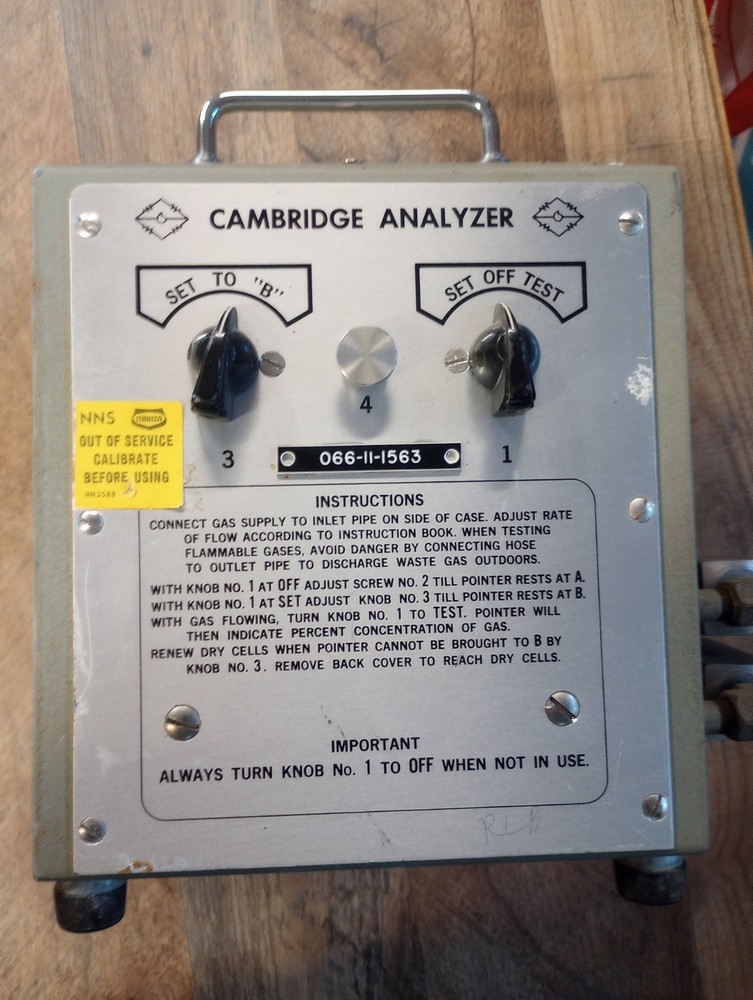 CAMBRIDGE ANALYZER
SET TO "B"
SET OFF TEST
4
3
1
066-11-1563
NNS TENNECO
OUT OF SERVICE
CALIBRATE
BEFORE USING
NN3588
INSTRUCTIONS
CONNECT GAS SUPPLY TO INLET PIPE ON SIDE OF CASE. ADJUST RATE
OF FLOW ACCORDING TO INSTRUCTION BOOK. WHEN TESTING
FLAMMABLE GASES, AVOID DANGER BY CONNECTING HOSE
TO OUTLET PIPE TO DISCHARGE WASTE GAS OUTDOORS.
WITH KNOB NO. 1 AT OFF ADJUST SCREW NO. 2 TILL POINTER RESTS AT A.
WITH KNOB NO. 1 AT SET ADJUST KNOB NO. 3 TILL POINTER RESTS AT B.
WITH GAS FLOWING, TURN KNOB NO. 1 TO TEST. POINTER WILL
THEN INDICATE PERCENT CONCENTRATION OF GAS.
RENEW DRY CELLS WHEN POINTER CANNOT BE BROUGHT TO B BY
KNOB NO. 3. REMOVE BACK COVER TO REACH DRY CELLS.
IMPORTANT
ALWAYS TURN KNOB No. 1 TO OFF WHEN NOT IN USE.